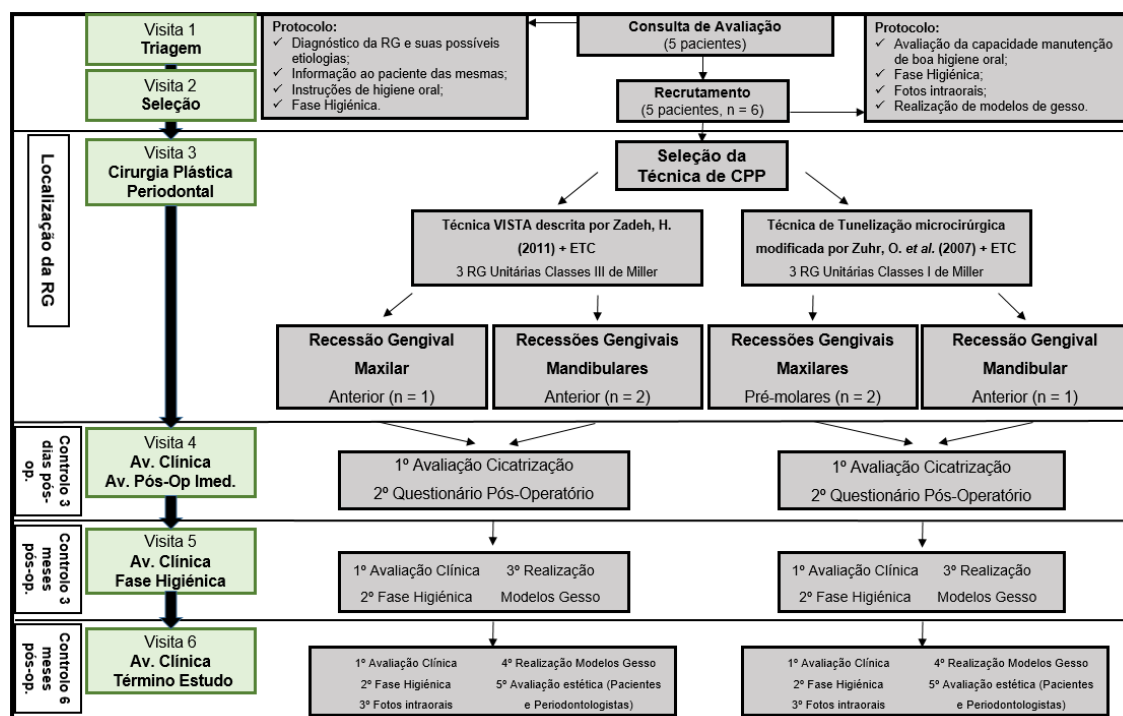 Visita 1
Triagem
Protocolo:
✓ Diagnóstico da RG e suas possíveis
etiologias;
✓ Informação ao paciente das mesmas;
✓ Instruções de higiene oral;
✓ Fase Higiénica.
Consulta de Avaliação
(5 pacientes)
Protocolo:
✓ Avaliação da capacidade manutenção
de boa higiene oral;
✓ Fase Higiénica;
✓ Fotos intraorais;
✓ Realização de modelos de gesso.
Visita 2
Seleção
Recrutamento
(5 pacientes, n = 6)
Localização da RG
Visita 3
Cirurgia Plástica
Periodontal
Seleção da
Técnica de CPP
Técnica VISTA descrita por Zadeh, H.
(2011) + ETC
3 RG Unitárias Classes III de Miller
Técnica de Tunelização microcirúrgica
modificada por Zuhr, O. et al. (2007) + ETC
3 RG Unitárias Classes I de Miller
Recessão Gengival
Maxilar
Anterior (n = 1)
Recessões Gengivais
Mandibulares
Anterior (n = 2)
Recessões Gengivais
Maxilares
Pré-molares (n = 2)
Recessão Gengival
Mandibular
Anterior (n = 1)
Controlo 3
dias pós-
op.
Visita 4
Av. Clínica
Av. Pós-Op Imed.
1º Avaliação Cicatrização
2º Questionário Pós-Operatório
1º Avaliação Cicatrização
2º Questionário Pós-Operatório
Controlo 3
meses
pós-op.
Visita 5
Av. Clínica
Fase Higiénica
1º Avaliação Clínica
2º Fase Higiénica
3º Realização
Modelos Gesso
1º Avaliação Clínica
2º Fase Higiénica
3º Realização
Modelos Gesso
Controlo 6
meses
pós-op.
Visita 6
Av. Clínica
Término Estudo
1º Avaliação Clínica
2º Fase Higiénica
3º Fotos intraorais
4º Realização Modelos Gesso
5º Avaliação estética (Pacientes
e Periodontologistas)
1º Avaliação Clínica
2º Fase Higiénica
3º Fotos intraorais
4º Realização Modelos Gesso
5º Avaliação estética (Pacientes
e Periodontologistas)